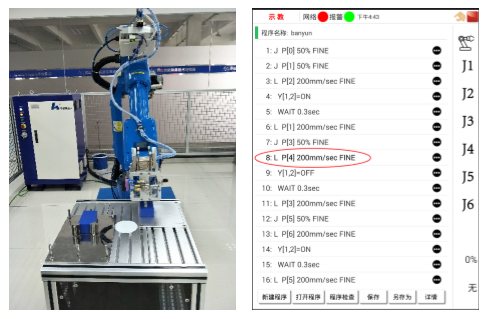 示教 网络 报警 下午4:43
程序名称: banyun
1: J P[0] 50% FINE
2: J P[1] 50% FINE
3: L P[2] 200mm/sec FINE
4: Y[1,2]=ON
5: WAIT 0.3sec
6: L P[1] 200mm/sec FINE
7: J P[3] 50% FINE
8: L P[4] 200mm/sec FINE
9: Y[1,2]=OFF
10: WAIT 0.3sec
11: L P[3] 200mm/sec FINE
12: J P[5] 50% FINE
13: L P[6] 200mm/sec FINE
14: Y[1,2]=ON
15: WAIT 0.3sec
16: L P[5] 200mm/sec FINE
新建程序 打开程序 程序检查 保存 另存为 详情
J1
J2
J3
J4
J5
J6
0%
无